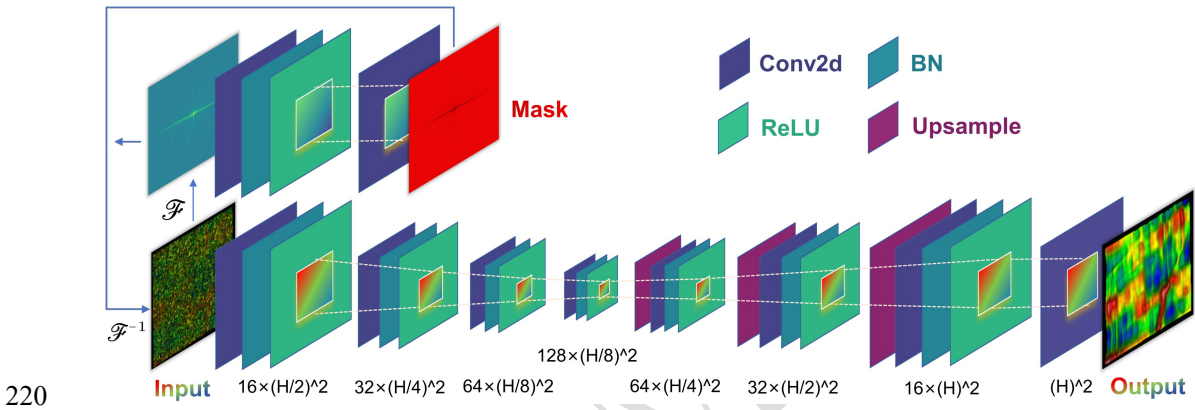 Conv2d
BN
ReLU
Upsample
Mask
ℱ
ℱ⁻¹
128×(H/8)^2
Input
16×(H/2)^2
32×(H/4)^2
64×(H/8)^2
64×(H/4)^2
32×(H/2)^2
16×(H)^2
(H)^2
Output
220